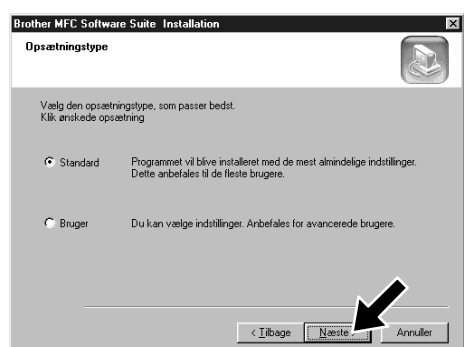 Brother MFC Software Suite Installation
Opsætningstype
Vælg den opsætningstype, som passer bedst.
Klik ønskede opsætning
Standard
Programmet vil blive installeret med de mest almindelige indstillinger.
Dette anbefales til de fleste brugere.
Bruger
Du kan vælge indstillinger. Anbefales for avancerede brugere.
< Tilbage
Næste >
Annuller